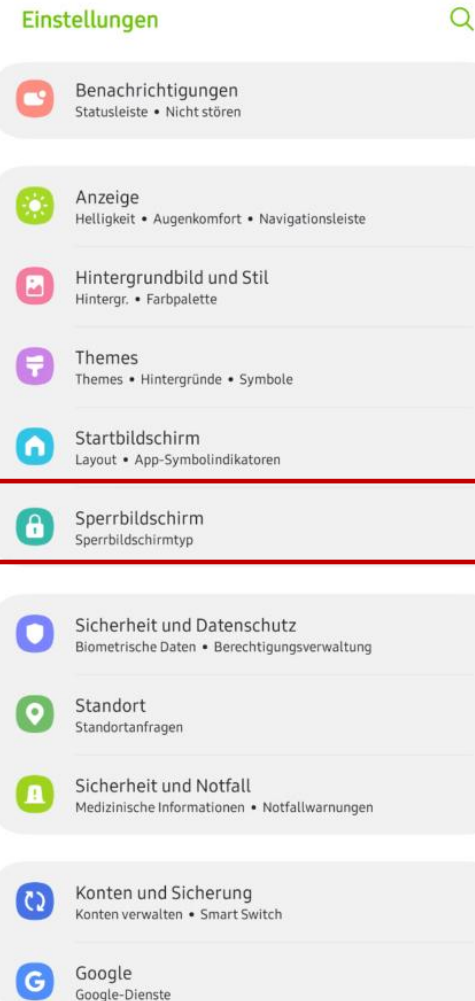 Einstellungen
Benachrichtigungen
Statusleiste • Nicht stören
Anzeige
Helligkeit • Augenkomfort • Navigationsleiste
Hintergrundbild und Stil
Hintergr. • Farbpalette
Themes
Themes • Hintergründe • Symbole
Startbildschirm
Layout • App-Symbolindikatoren
Sperrbildschirm
Sperrbildschirmtyp
Sicherheit und Datenschutz
Biometrische Daten • Berechtigungsverwaltung
Standort
Standortanfragen
Sicherheit und Notfall
Medizinische Informationen • Notfallwarnungen
Konten und Sicherung
Konten verwalten • Smart Switch
Google
Google-Dienste